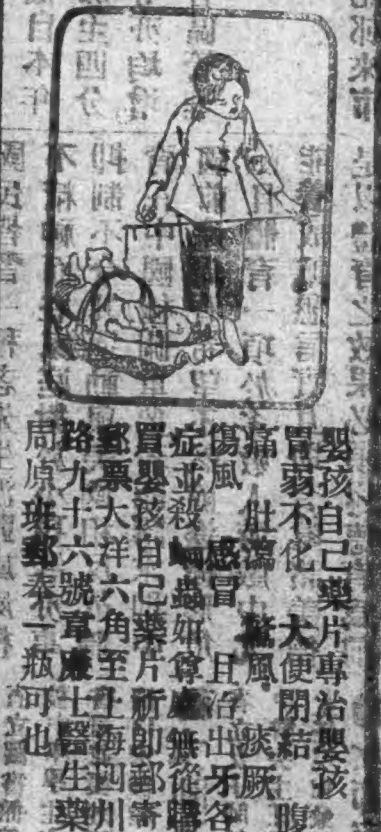 嬰孩自己藥片專治嬰孩
胃弱不化　大便閉結　腹
痛　肚瀉　驚風　痰厥
傷風　感冒　且治出牙各
症並殺蛔蟲如尊處無從購
買嬰孩自己藥片祈卽郵寄
郵票大洋六角至上海四川
路九十六號韋廉士醫生藥
局原班郵奉一瓶可也